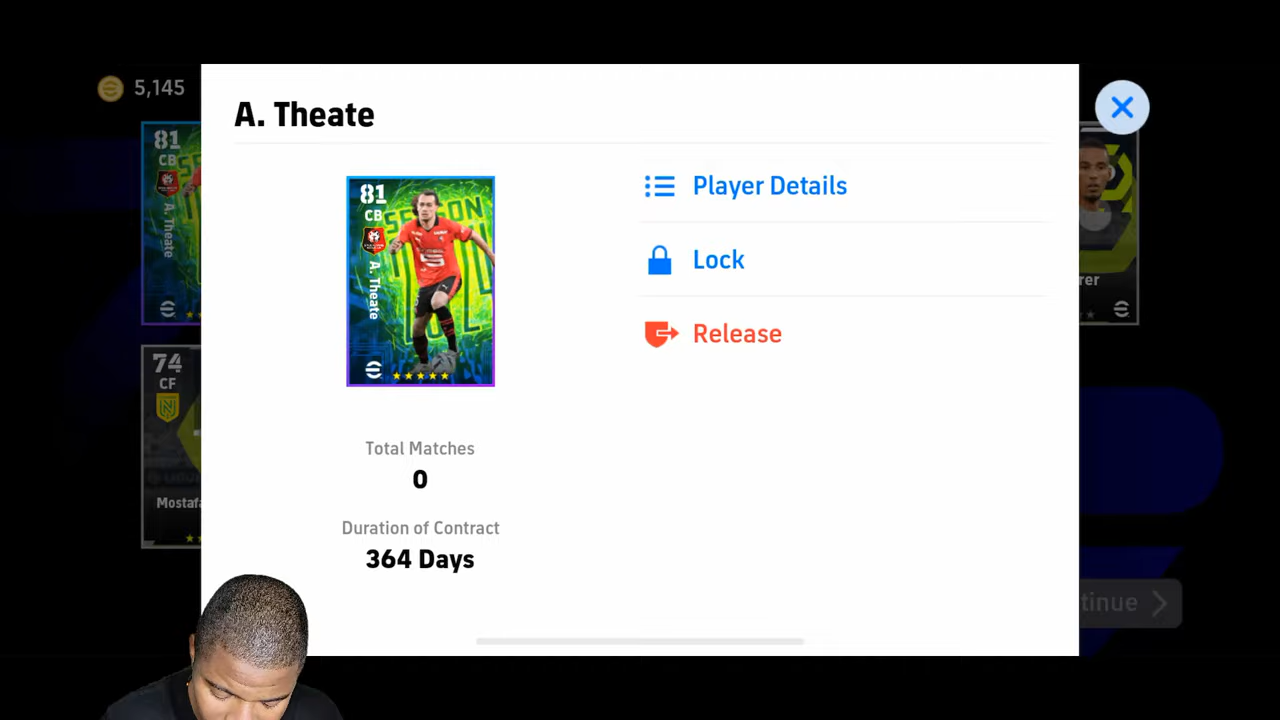 5,145
A. Theate
81
CB
A. Theate
81
CB
SEASON
A. Theate
Player Details
Lock
Release
rer
74
CF
Mostafa
Total Matches
0
Duration of Contract
364 Days
tinue